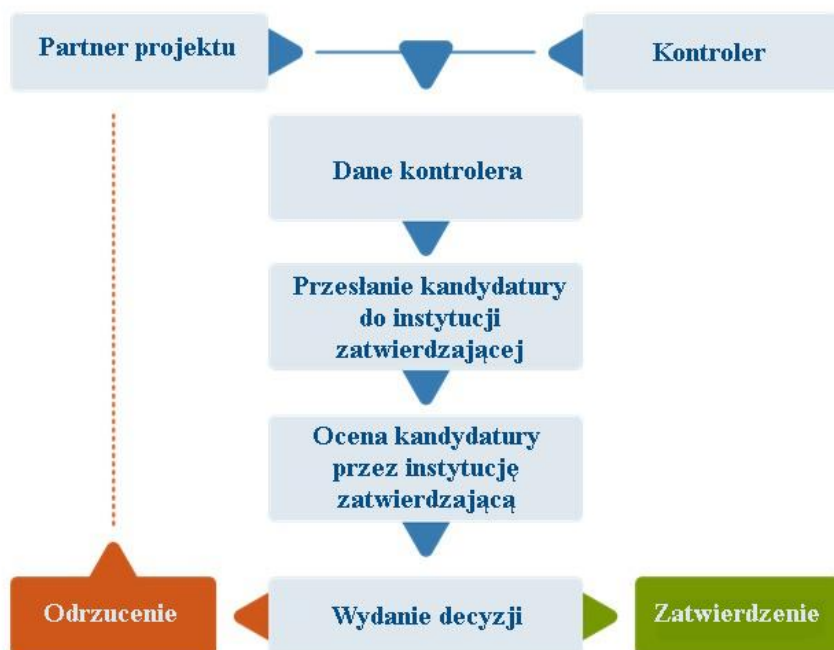 Partner projektu
Kontroler
Dane kontrolera
Przesłanie kandydatury
do instytucji
zatwierdzającej
Ocena kandydatury
przez instytucję
zatwierdzającą
Odrzucenie
Wydanie decyzji
Zatwierdzenie